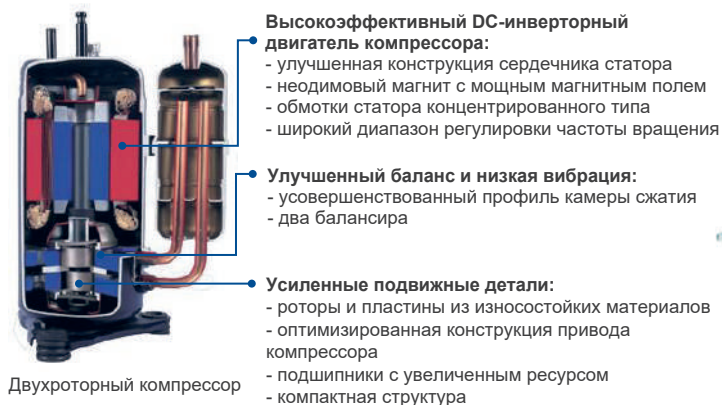 Высокоэффективный DC-инверторный
двигатель компрессора:
- улучшенная конструкция сердечника статора
- неодимовый магнит с мощным магнитным полем
- обмотки статора концентрированного типа
- широкий диапазон регулировки частоты вращения
Улучшенный баланс и низкая вибрация:
- усовершенствованный профиль камеры сжатия
- два балансира
Усиленные подвижные детали:
- роторы и пластины из износостойких материалов
- оптимизированная конструкция привода
компрессора
- подшипники с увеличенным ресурсом
- компактная структура
Двухроторный компрессор